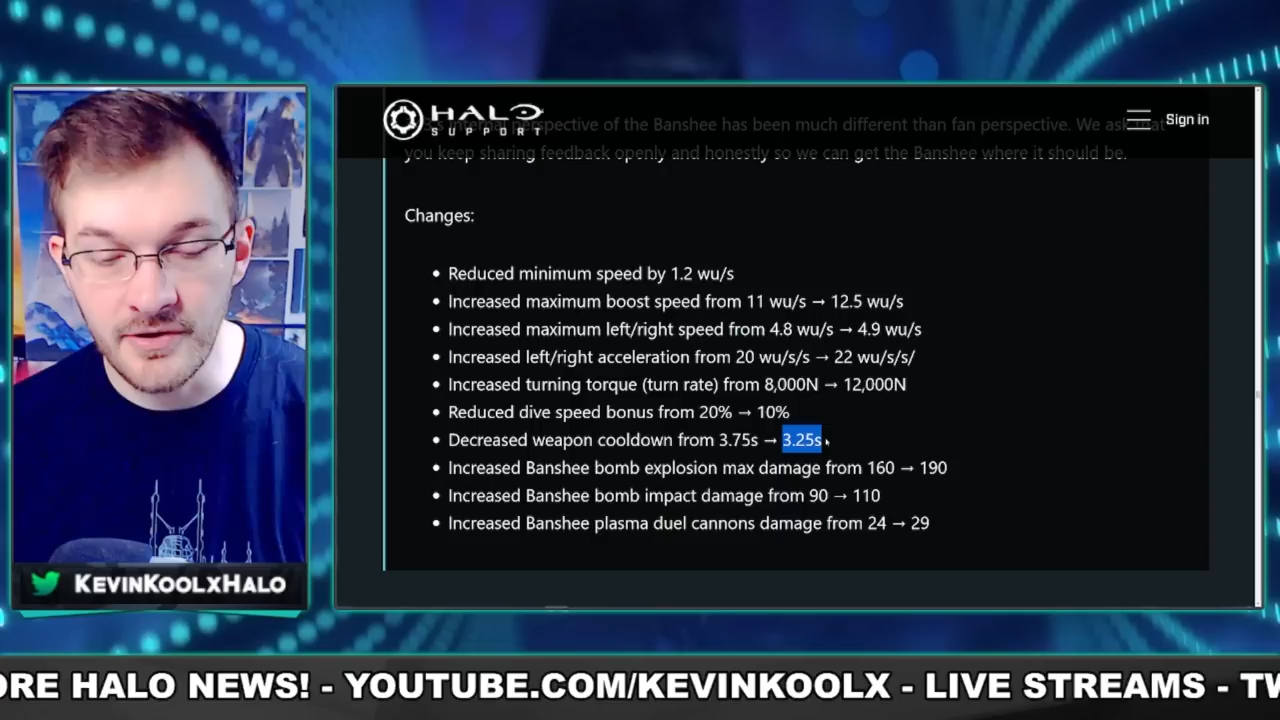 HALO
SUPPORT
Sign in
internal perspective of the Banshee has been much different than fan perspective. We ask that
you keep sharing feedback openly and honestly so we can get the Banshee where it should be.
Changes:
• Reduced minimum speed by 1.2 wu/s
• Increased maximum boost speed from 11 wu/s → 12.5 wu/s
• Increased maximum left/right speed from 4.8 wu/s → 4.9 wu/s
• Increased left/right acceleration from 20 wu/s/s → 22 wu/s/s/
• Increased turning torque (turn rate) from 8,000N → 12,000N
• Reduced dive speed bonus from 20% → 10%
• Decreased weapon cooldown from 3.75s → 3.25s
• Increased Banshee bomb explosion max damage from 160 → 190
• Increased Banshee bomb impact damage from 90 → 110
• Increased Banshee plasma duel cannons damage from 24 → 29
KEVINKOOLXHALO
ORE HALO NEWS! - YOUTUBE.COM/KEVINKOOLX - LIVE STREAMS - TW